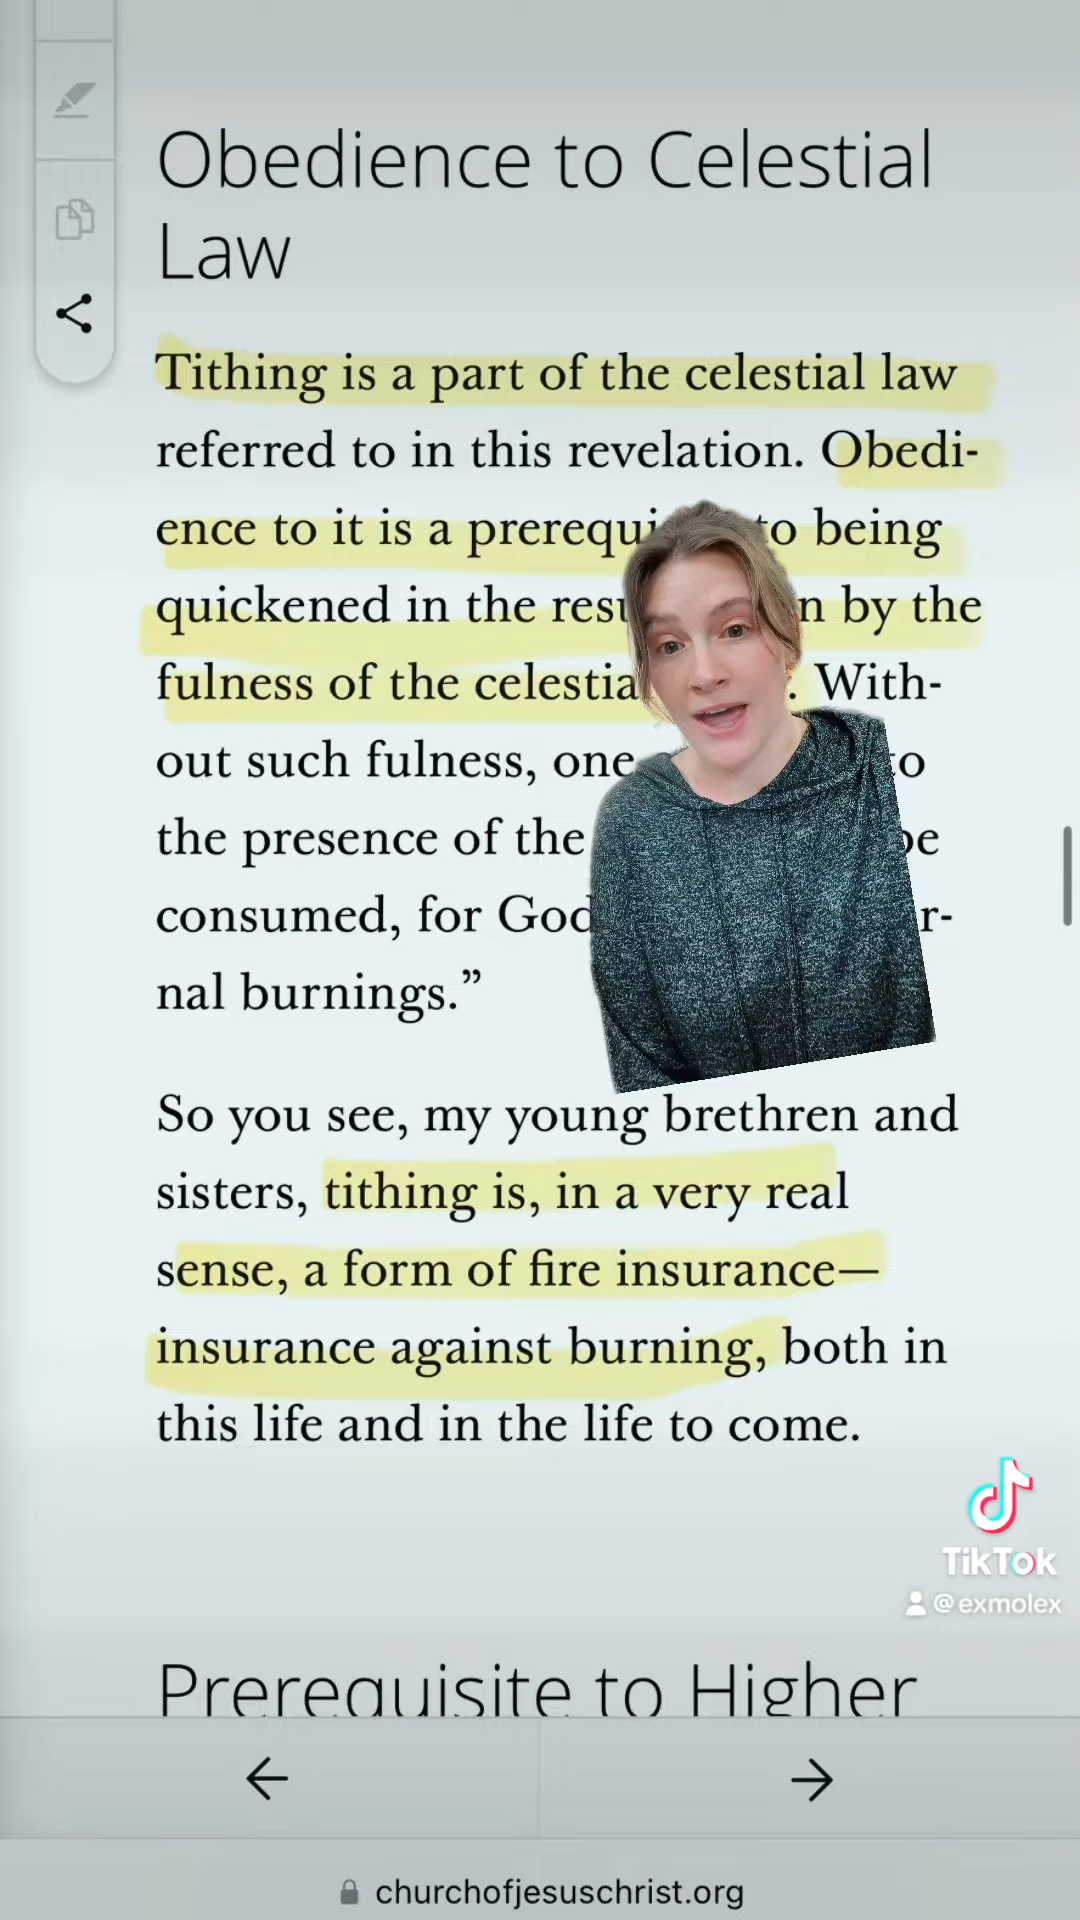 Obedience to Celestial
Law
Tithing is a part of the celestial law
referred to in this revelation. Obedi-
ence to it is a to being
quickened in the by the
fulness of the . With-
out such fulness, one
the presence of the
consumed, for God
nal burnings.”
So you see, my young brethren and
sisters, tithing is, in a very real
sense, a form of fire insurance—
insurance against burning, both in
this life and in the life to come.
TikTok
@exmolex
Prerequisite to Higher
churchofjesuschrist.org